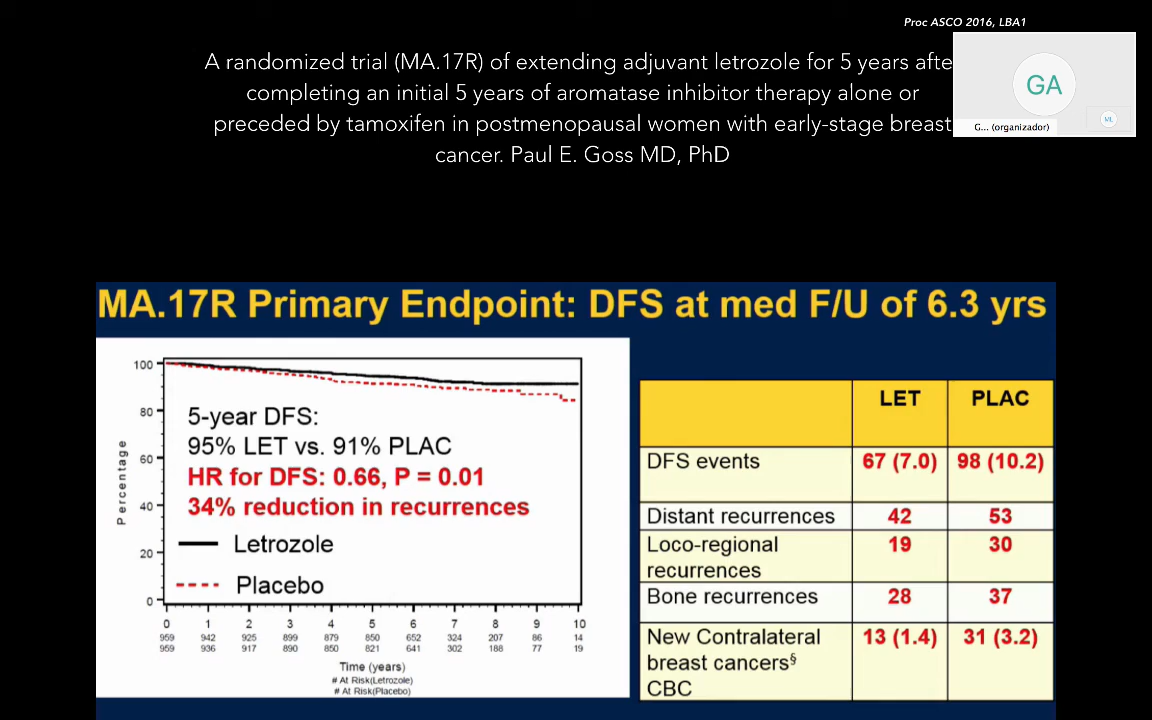 Proc ASCO 2016, LBA1
A randomized trial (MA.17R) of extending adjuvant letrozole for 5 years afte
completing an initial 5 years of aromatase inhibitor therapy alone or
preceded by tamoxifen in postmenopausal women with early-stage breast
cancer. Paul E. Goss MD, PhD
GA
G... (organizador)
ML
MA.17R Primary Endpoint: DFS at med F/U of 6.3 yrs
Percentage
100
80
60
40
20
0
5-year DFS:
95% LET vs. 91% PLAC
HR for DFS: 0.66, P = 0.01
34% reduction in recurrences
Letrozole
Placebo
0 1 2 3 4 5 6 7 8 9 10
959 942 925 899 879 850 652 324 207 86 14
959 936 917 890 850 821 641 302 188 77 19
Time (years)
# At Risk(Letrozole)
# At Risk(Placebo)
LET PLAC
DFS events 67 (7.0) 98 (10.2)
Distant recurrences 42 53
Loco-regional 19 30
recurrences
Bone recurrences 28 37
New Contralateral 13 (1.4) 31 (3.2)
breast cancers§
CBC